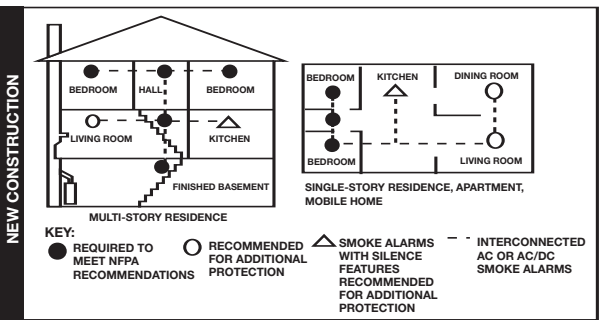 NEW CONSTRUCTION
BEDROOM
HALL
BEDROOM
LIVING ROOM
KITCHEN
FINISHED BASEMENT
MULTI-STORY RESIDENCE
BEDROOM
KITCHEN
DINING ROOM
BEDROOM
LIVING ROOM
SINGLE-STORY RESIDENCE, APARTMENT,
MOBILE HOME
KEY:
REQUIRED TO
MEET NFPA
RECOMMENDATIONS
RECOMMENDED
FOR ADDITIONAL
PROTECTION
SMOKE ALARMS
WITH SILENCE
FEATURES
RECOMMENDED
FOR ADDITIONAL
PROTECTION
INTERCONNECTED
AC OR AC/DC
SMOKE ALARMS